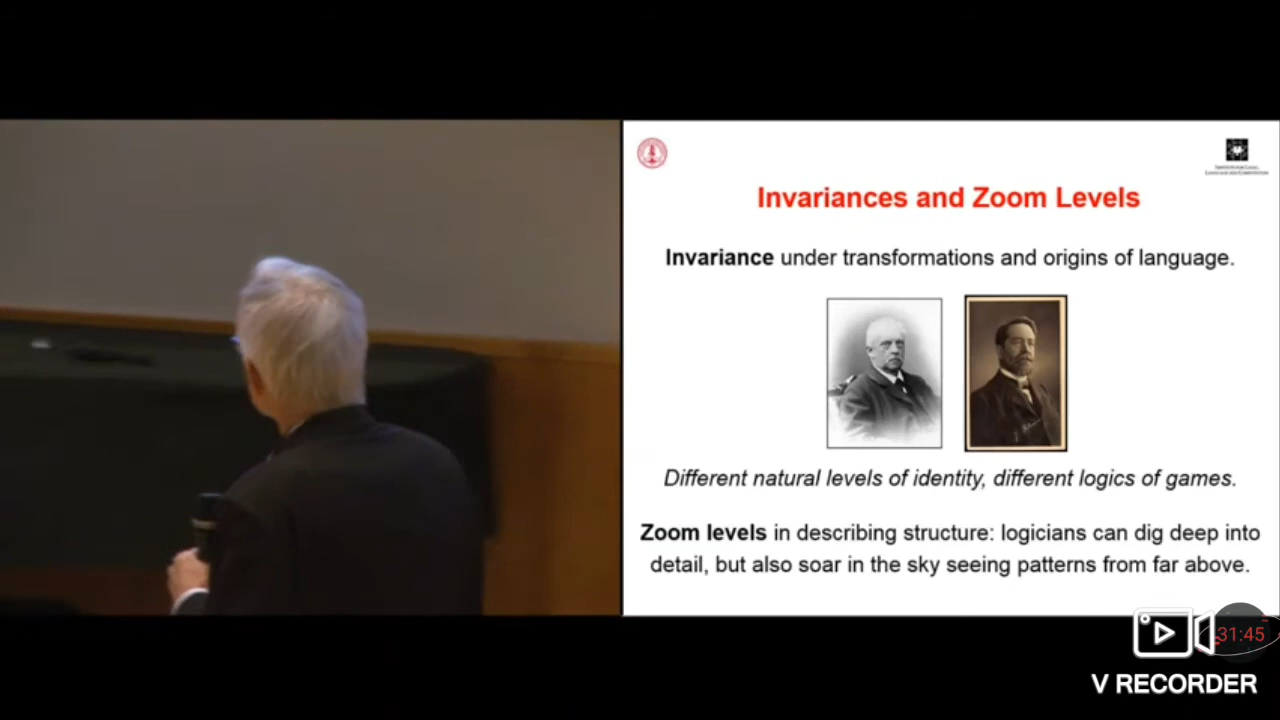 Invariances and Zoom Levels
Invariance under transformations and origins of language.
Different natural levels of identity, different logics of games.
Zoom levels in describing structure: logicians can dig deep into
detail, but also soar in the sky seeing patterns from far above.
31:45
V RECORDER